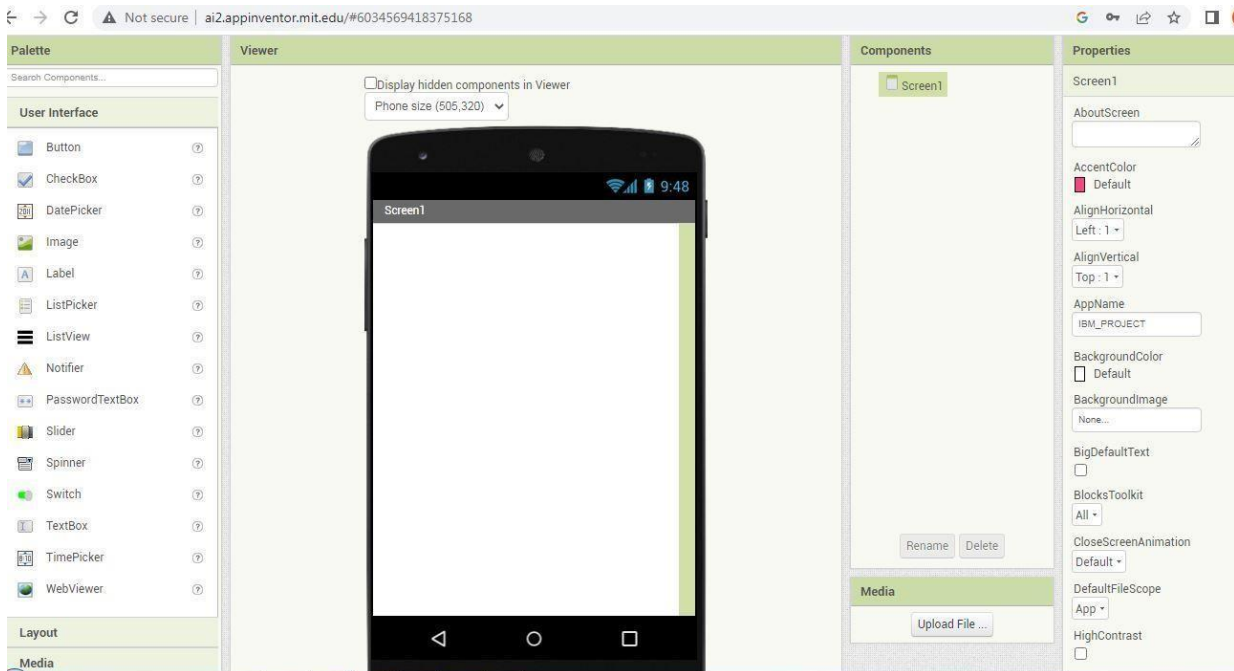 Not secure
ai2.appinventor.mit.edu/#6034569418375168
Palette
Search Components...
User Interface
Button
CheckBox
DatePicker
Image
Label
ListPicker
ListView
Notifier
PasswordTextBox
Slider
Spinner
Switch
TextBox
TimePicker
WebViewer
Layout
Media
Viewer
Display hidden components in Viewer
Phone size (505,320)
9:48
Screen1
Components
Screen1
Rename Delete
Media
Upload File ...
Properties
Screen1
AboutScreen
AccentColor
Default
AlignHorizontal
Left : 1
AlignVertical
Top : 1
AppName
IBM_PROJECT
BackgroundColor
Default
BackgroundImage
None...
BigDefaultText
BlocksToolkit
All
CloseScreenAnimation
Default
DefaultFileScope
App
HighContrast